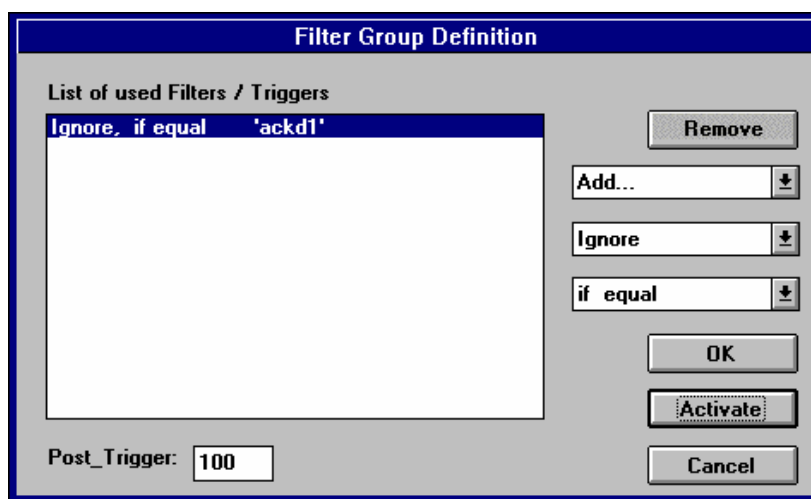 Filter Group Definition
List of used Filters / Triggers
Ignore, if equal 'ackd1'
Remove
Add...
Ignore
if equal
OK
Activate
Post_Trigger: 100
Cancel